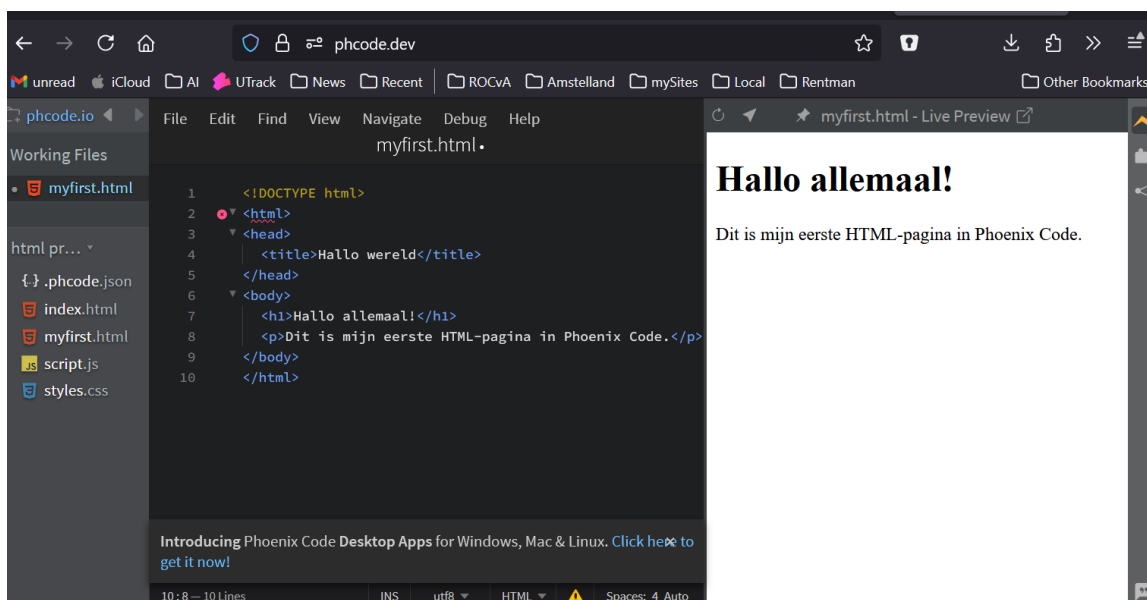 phcode.dev
unread iCloud AI UTrack News Recent ROCvA Amstelland mySites Local Rentman Other Bookmarks
phcode.io
File Edit Find View Navigate Debug Help
myfirst.html
myfirst.html - Live Preview
Working Files
myfirst.html
html pr...
{..} .phcode.json
index.html
myfirst.html
JS script.js
styles.css
1 <!DOCTYPE html>
2 <html>
3 <head>
4 <title>Hallo wereld</title>
5 </head>
6 <body>
7 <h1>Hallo allemaal!</h1>
8 <p>Dit is mijn eerste HTML-pagina in Phoenix Code.</p>
9 </body>
10 </html>
Hallo allemaal!
Dit is mijn eerste HTML-pagina in Phoenix Code.
Introducing Phoenix Code Desktop Apps for Windows, Mac & Linux. Click here to
get it now!
10 : 8 — 10 Lines INS utf8 HTML Spaces: 4 Auto